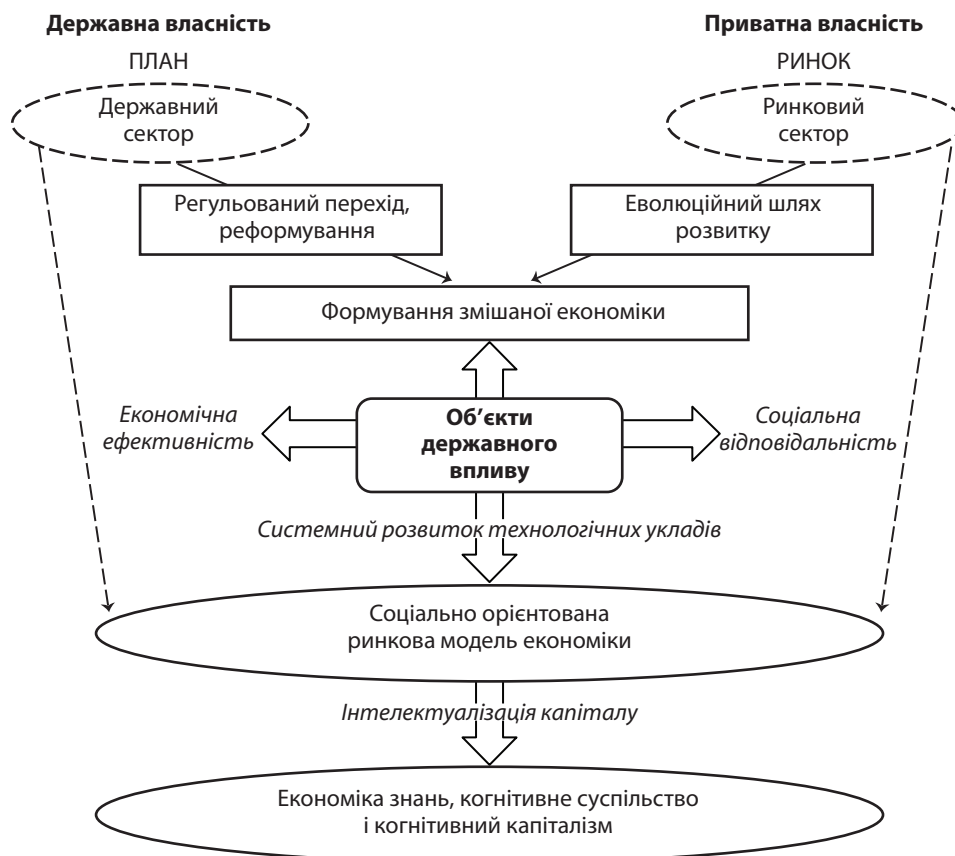 Державна власність
Приватна власність
ПЛАН
РИНОК
Державний
сектор
Ринковий
сектор
Регульований перехід,
реформування
Еволюційний шлях
розвитку
Формування змішаної економіки
Економічна
ефективність
Об’єкти
державного
впливу
Соціальна
відповідальність
Системний розвиток технологічних укладів
Соціально орієнтована
ринкова модель економіки
Інтелектуалізація капіталу
Економіка знань, когнітивне суспільство
і когнітивний капіталізм